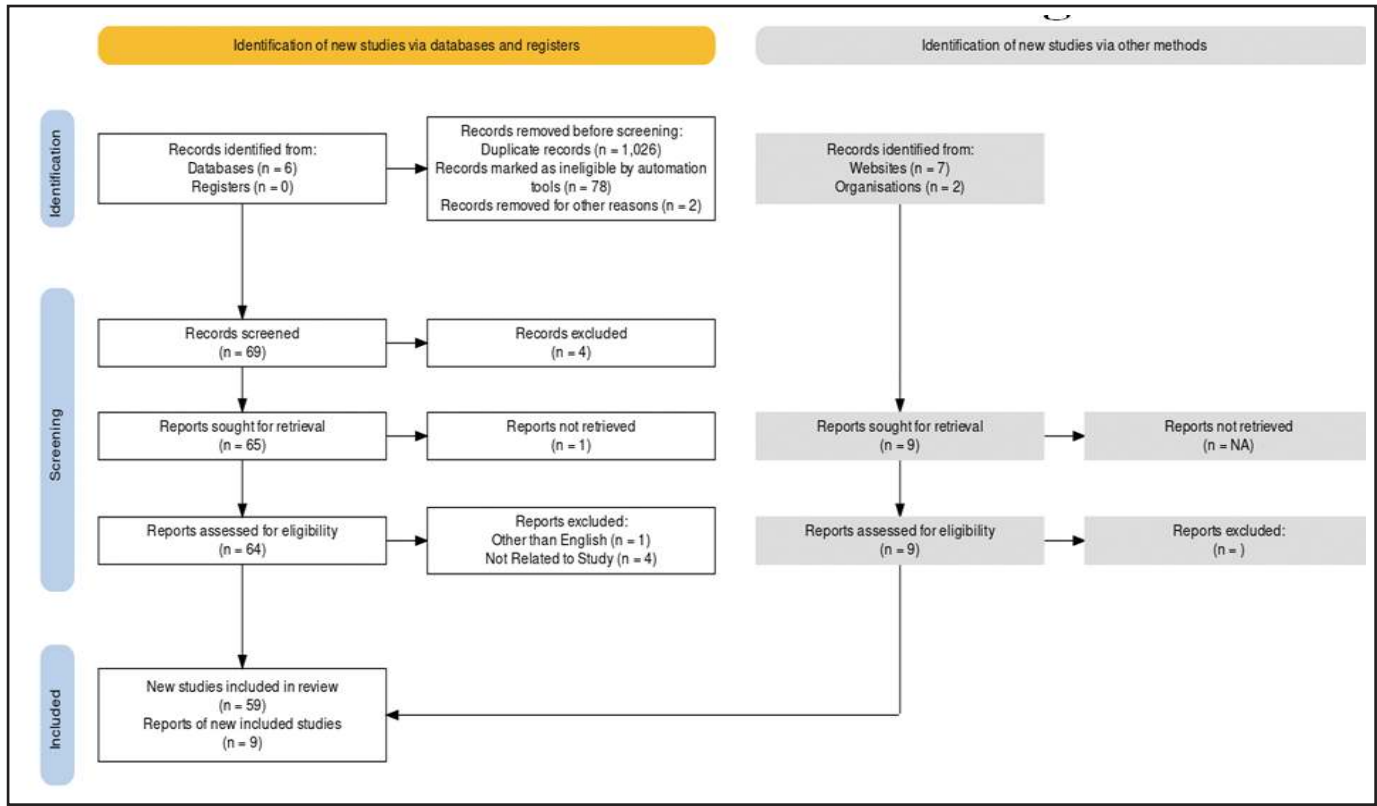 Identification of new studies via databases and registers
Identification of new studies via other methods
Identification
Records identified from:
Databases (n = 6)
Registers (n = 0)
Records removed before screening:
Duplicate records (n = 1,026)
Records marked as ineligible by automation
tools (n = 78)
Records removed for other reasons (n = 2)
Records identified from:
Websites (n = 7)
Organisations (n = 2)
Screening
Records screened
(n = 69)
Records excluded
(n = 4)
Reports sought for retrieval
(n = 65)
Reports not retrieved
(n = 1)
Reports sought for retrieval
(n = 9)
Reports not retrieved
(n = NA)
Reports assessed for eligibility
(n = 64)
Reports excluded:
Other than English (n = 1)
Not Related to Study (n = 4)
Reports assessed for eligibility
(n = 9)
Reports excluded:
(n = )
Included
New studies included in review
(n = 59)
Reports of new included studies
(n = 9)